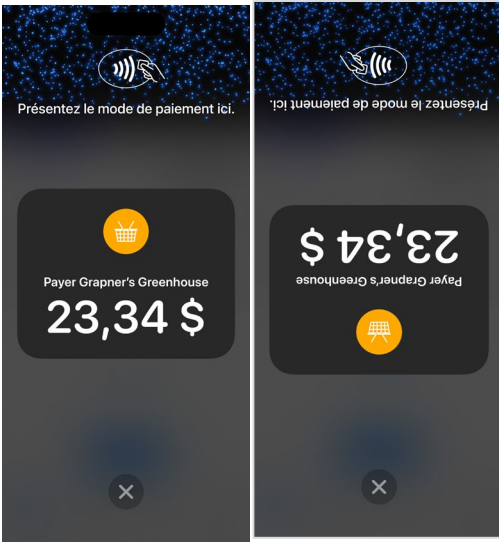 Présentez le mode de paiement ici.
Payer Grapner's Greenhouse
23,34 $
Présentez le mode de paiement ici.
23,34 $
Payer Grapner's Greenhouse